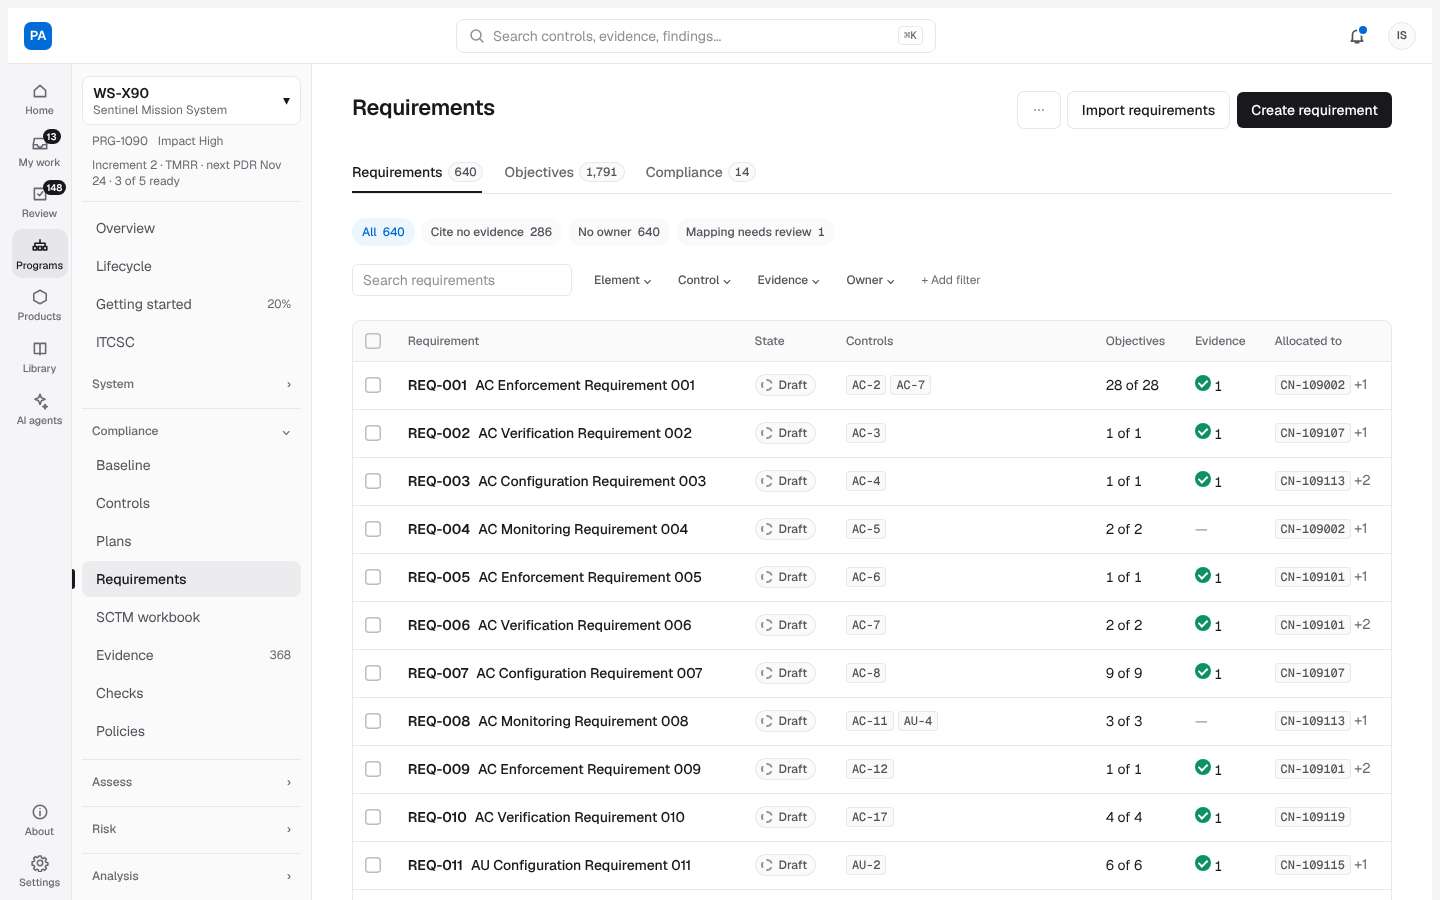 PA
Search controls, evidence, findings...
⌘K
IS
Home
13
My work
148
Review
Programs
Products
Library
AI agents
About
Settings
WS-X90
Sentinel Mission System
PRG-1090 Impact High
Increment 2 · TMRR · next PDR Nov
24 · 3 of 5 ready
Overview
Lifecycle
Getting started 20%
ITCSC
System
Compliance
Baseline
Controls
Plans
Requirements
SCTM workbook
Evidence 368
Checks
Policies
Assess
Risk
Analysis
Requirements
··· Import requirements Create requirement
Requirements 640 Objectives 1,791 Compliance 14
All 640 Cite no evidence 286 No owner 640 Mapping needs review 1
Search requirements Element Control Evidence Owner + Add filter
Requirement State Controls Objectives Evidence Allocated to
REQ-001 AC Enforcement Requirement 001 Draft AC-2 AC-7 28 of 28 1 CN-109002 +1
REQ-002 AC Verification Requirement 002 Draft AC-3 1 of 1 1 CN-109107 +1
REQ-003 AC Configuration Requirement 003 Draft AC-4 1 of 1 1 CN-109113 +2
REQ-004 AC Monitoring Requirement 004 Draft AC-5 2 of 2 — CN-109002 +1
REQ-005 AC Enforcement Requirement 005 Draft AC-6 1 of 1 1 CN-109101 +1
REQ-006 AC Verification Requirement 006 Draft AC-7 2 of 2 1 CN-109101 +2
REQ-007 AC Configuration Requirement 007 Draft AC-8 9 of 9 1 CN-109107
REQ-008 AC Monitoring Requirement 008 Draft AC-11 AU-4 3 of 3 — CN-109113 +1
REQ-009 AC Enforcement Requirement 009 Draft AC-12 1 of 1 1 CN-109101 +2
REQ-010 AC Verification Requirement 010 Draft AC-17 4 of 4 1 CN-109119
REQ-011 AU Configuration Requirement 011 Draft AU-2 6 of 6 1 CN-109115 +1